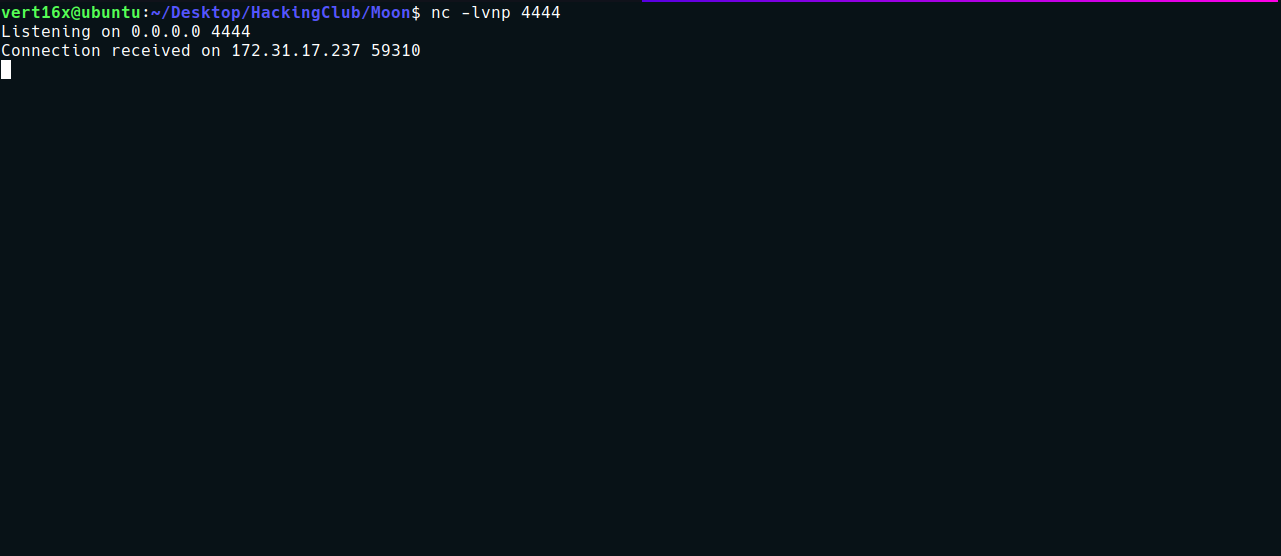 vert16x@ubuntu:~/Desktop/HackingClub/Moon$ nc -lvnp 4444
Listening on 0.0.0.0 4444
Connection received on 172.31.17.237 59310